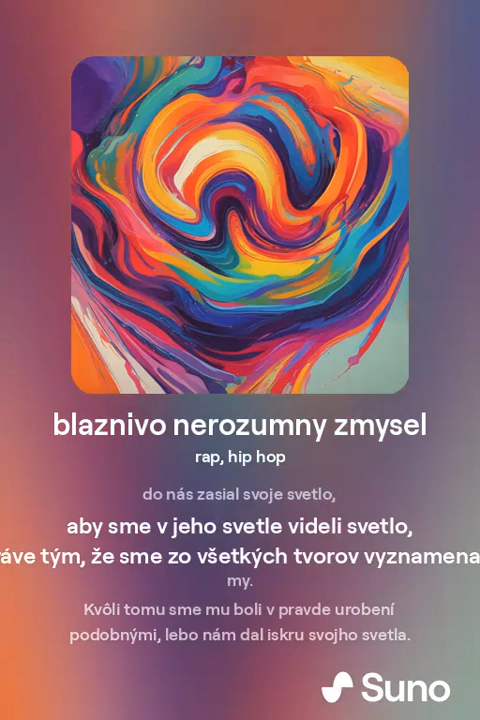 blaznivo nerozumny zmysel
rap, hip hop
do nás zasial svoje svetlo,
aby sme v jeho svetle videli svetlo,
áve tým, že sme zo všetkých tvorov vyznamena
my.
Kvôli tomu sme mu boli v pravde urobení
podobnými, lebo nám dal iskru svojho svetla.
Suno